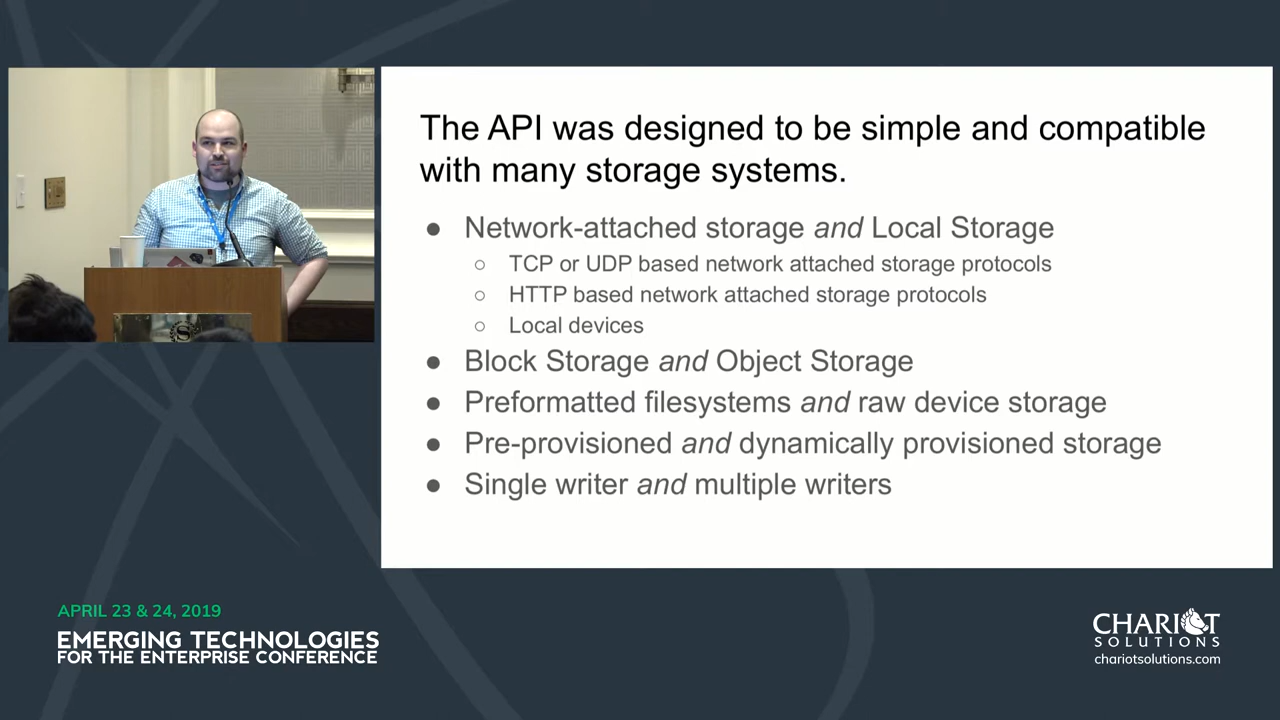 The API was designed to be simple and compatible
with many storage systems.
● Network-attached storage and Local Storage
○ TCP or UDP based network attached storage protocols
○ HTTP based network attached storage protocols
○ Local devices
● Block Storage and Object Storage
● Preformatted filesystems and raw device storage
● Pre-provisioned and dynamically provisioned storage
● Single writer and multiple writers
APRIL 23 & 24, 2019
EMERGING TECHNOLOGIES
FOR THE ENTERPRISE CONFERENCE
CHARIOT
SOLUTIONS
chariotsolutions.com